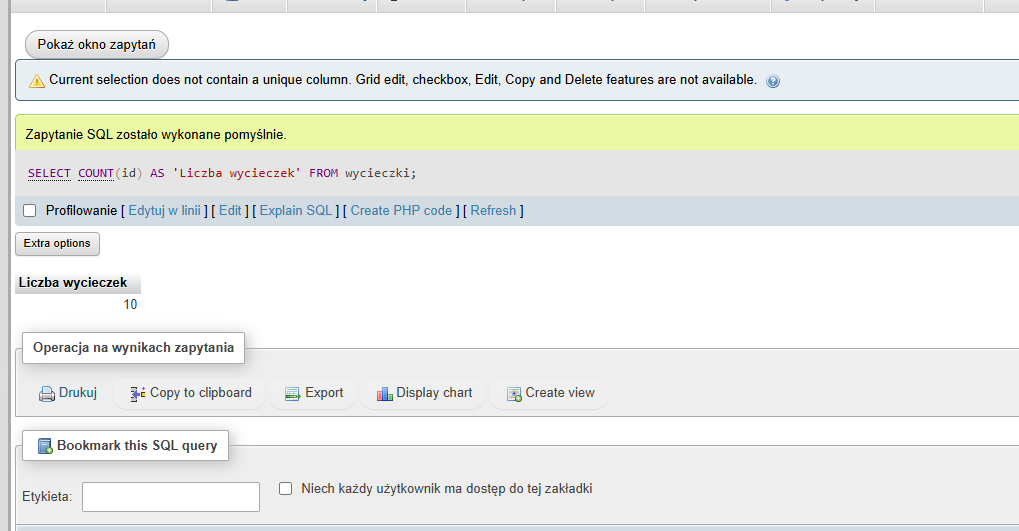 Pokaż okno zapytań
Current selection does not contain a unique column. Grid edit, checkbox, Edit, Copy and Delete features are not available.
Zapytanie SQL zostało wykonane pomyślnie.
SELECT COUNT(id) AS 'Liczba wycieczek' FROM wycieczki;
Profilowanie [ Edytuj w linii ] [ Edit ] [ Explain SQL ] [ Create PHP code ] [ Refresh ]
Extra options
Liczba wycieczek
10
Operacja na wynikach zapytania
Drukuj Copy to clipboard Export Display chart Create view
Bookmark this SQL query
Etykieta: Niech każdy użytkownik ma dostęp do tej zakładki